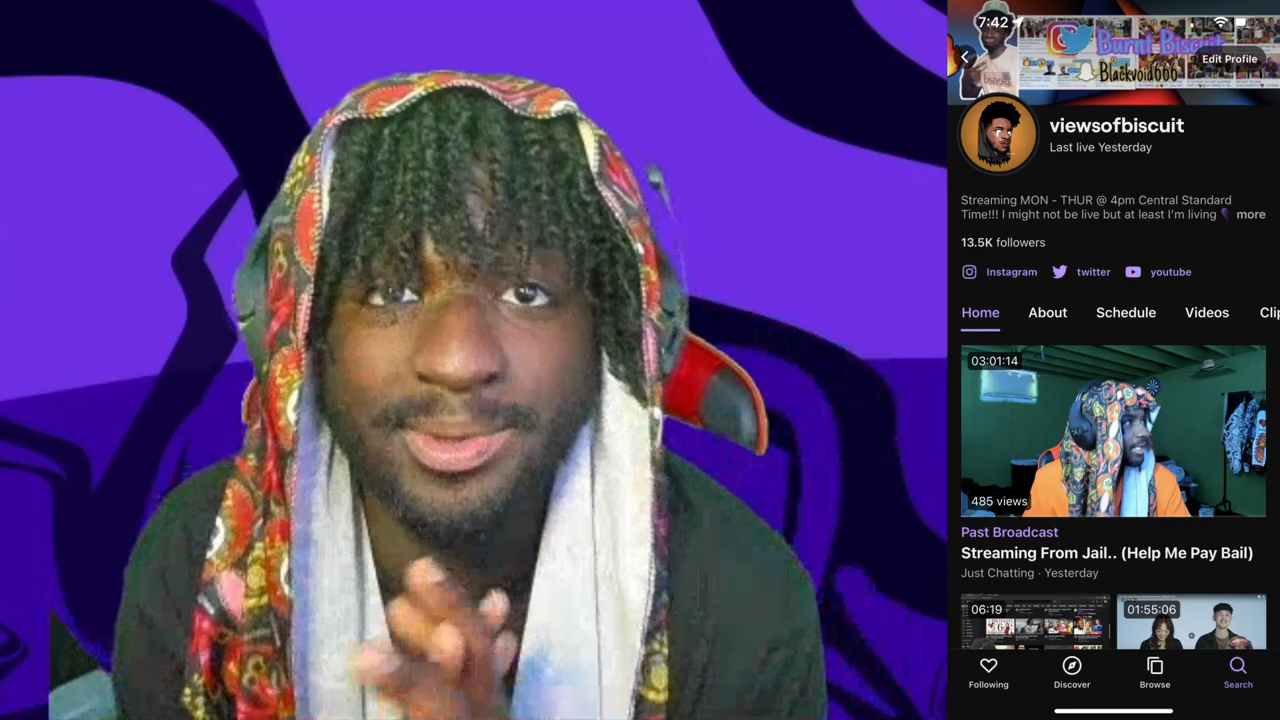 7:42
Burnt Biscuit
Blackvoid666
Edit Profile
viewsofbiscuit
Last live Yesterday
Streaming MON - THUR @ 4pm Central Standard
Time!!! I might not be live but at least I'm living more
13.5K followers
Instagram twitter youtube
Home About Schedule Videos Clip
03:01:14
485 views
Past Broadcast
Streaming From Jail.. (Help Me Pay Bail)
Just Chatting · Yesterday
06:19 01:55:06
Following Discover Browse Search